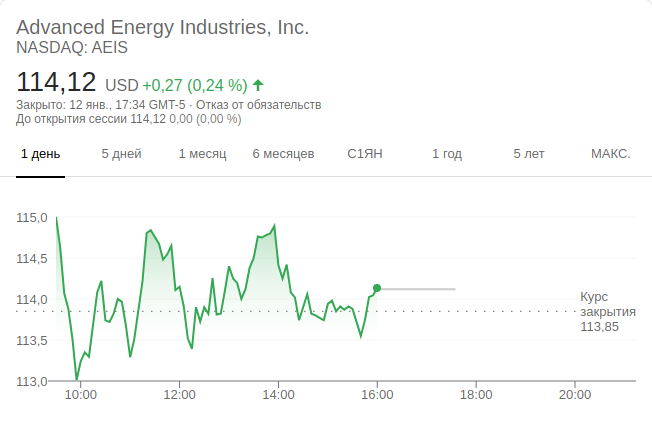 Advanced Energy Industries, Inc.
NASDAQ: AEIS
114,12 USD +0,27 (0,24 %)
Закрыто: 12 янв., 17:34 GMT-5 · Отказ от обязательств
До открытия сессии 114,12 0,00 (0,00 %)
1 день 5 дней 1 месяц 6 месяцев С1ЯН 1 год 5 лет МАКС.
115,0
114,5
114,0
113,5
113,0
Курс
закрытия
113,85
10:00 12:00 14:00 16:00 18:00 20:00